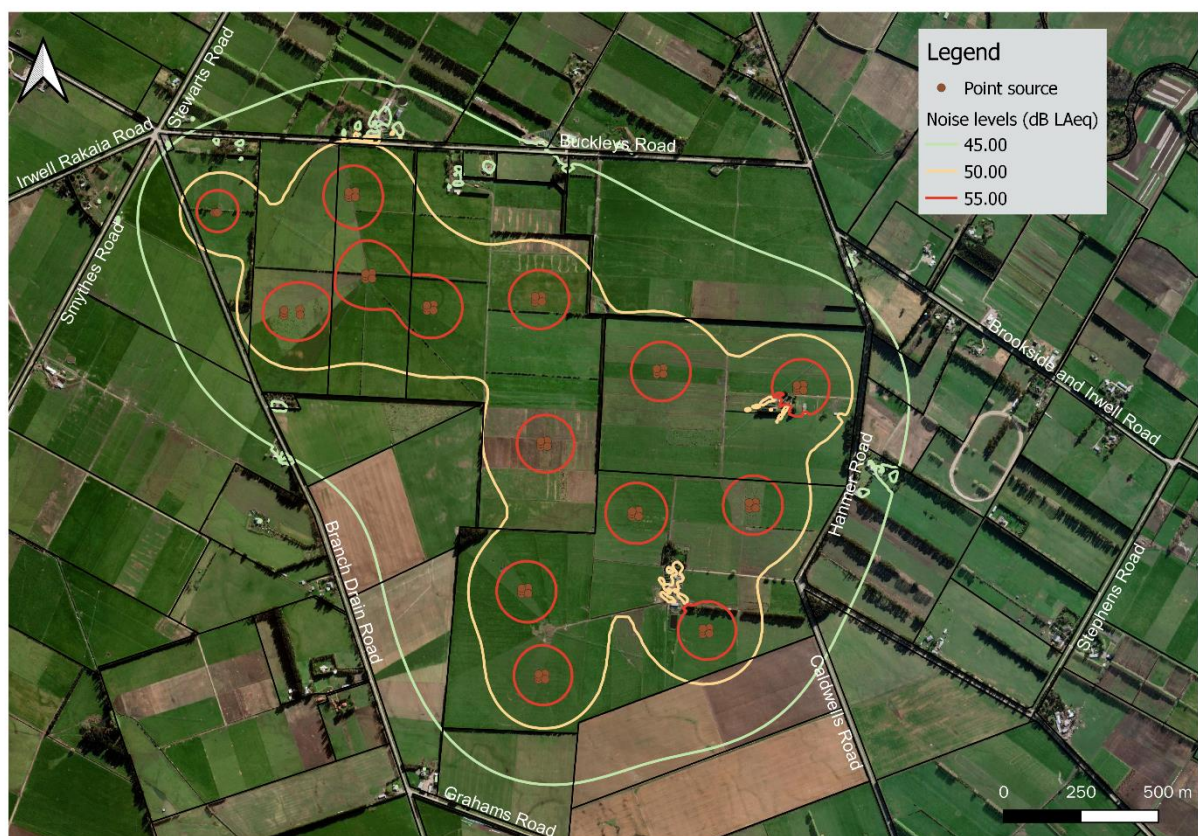 Stewarts Road
Irwell Rakaia Road
Buckleys Road
Smythes Road
Brookside and Irwell Road
Hanmer Road
Branch Drain Road
Stephens Road
Caldwells Road
Grahams Road
Legend
Point source
Noise levels (dB LAeq)
45.00
50.00
55.00
0 250 500 m